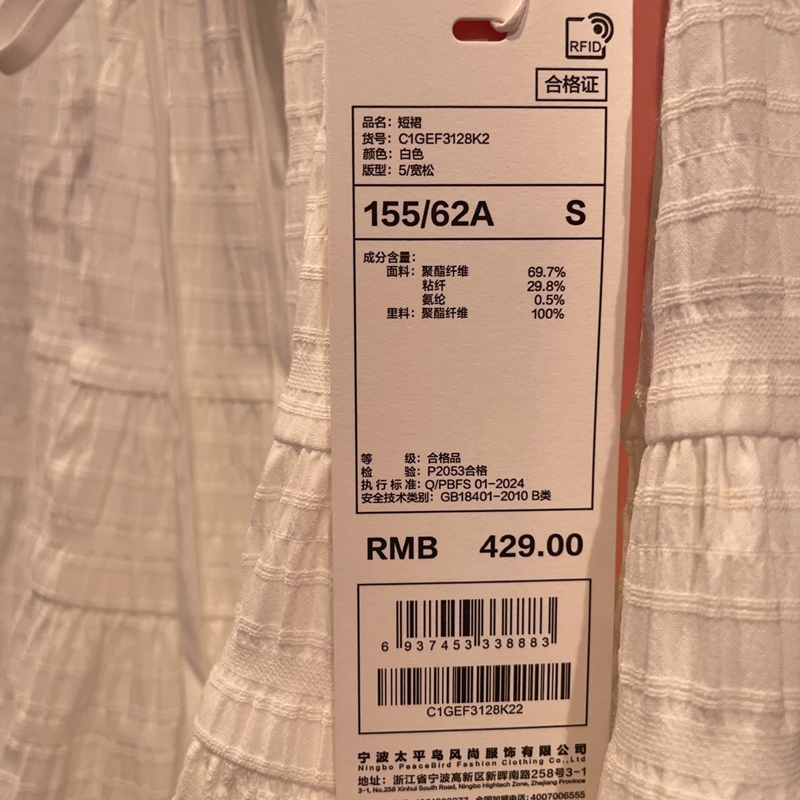 RFID
合格证
品名：短裙
货号：C1GEF3128K2
颜色：白色
版型：5/宽松
155/62A S
成分含量：
面料：聚酯纤维 69.7%
粘纤 29.8%
氨纶 0.5%
里料：聚酯纤维 100%
等 级：合格品
检 验：P2053合格
执行标准：Q/PBFS 01-2024
安全技术类别：GB18401-2010 B类
RMB 429.00
6 937453 338883
C1GEF3128K22
宁波太平鸟风尚服饰有限公司
Ningbo PeaceBird Fashion Clothing Co.,Ltd
地址：浙江省宁波高新区新晖南路258号3-1
3-1, No.258 Xinhui South Road, Ningbo Hightech Zone, Zhejiang Province
全国加盟电话：4007006555